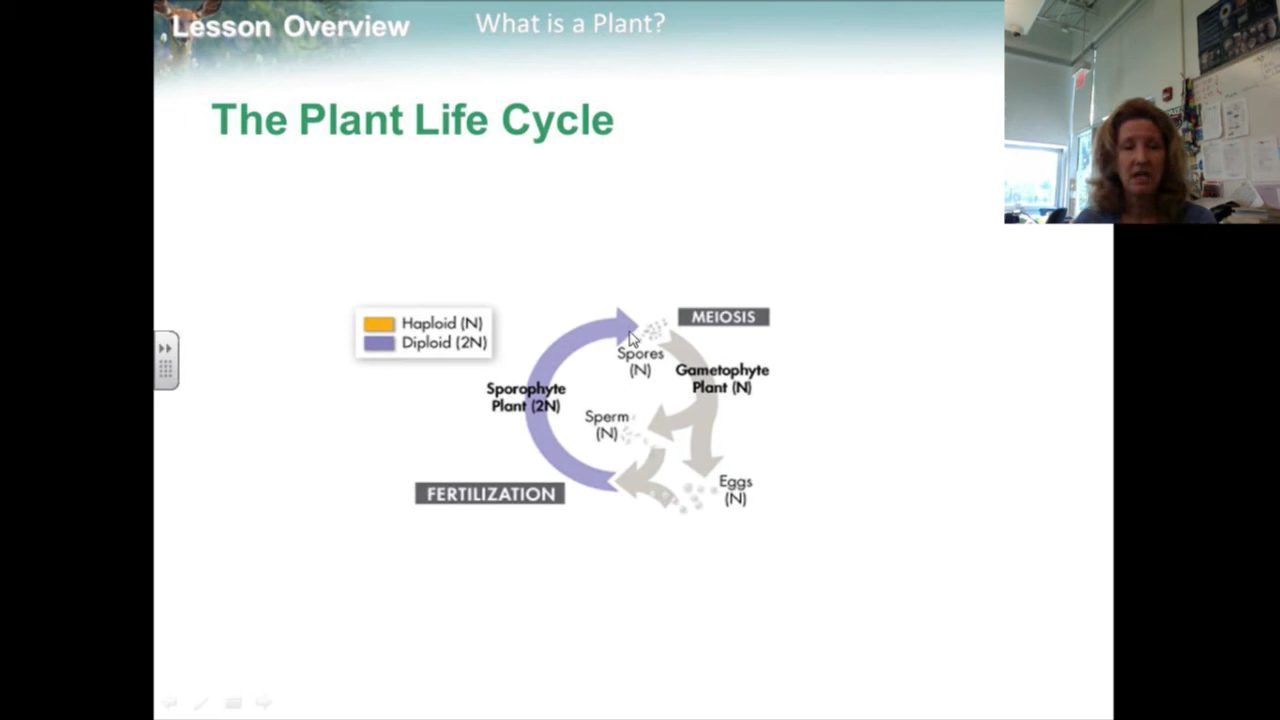 Lesson Overview
What is a Plant?
The Plant Life Cycle
Haploid (N)
Diploid (2N)
MEIOSIS
Spores
(N)
Gametophyte
Plant (N)
Sporophyte
Plant (2N)
Sperm
(N)
Eggs
(N)
FERTILIZATION